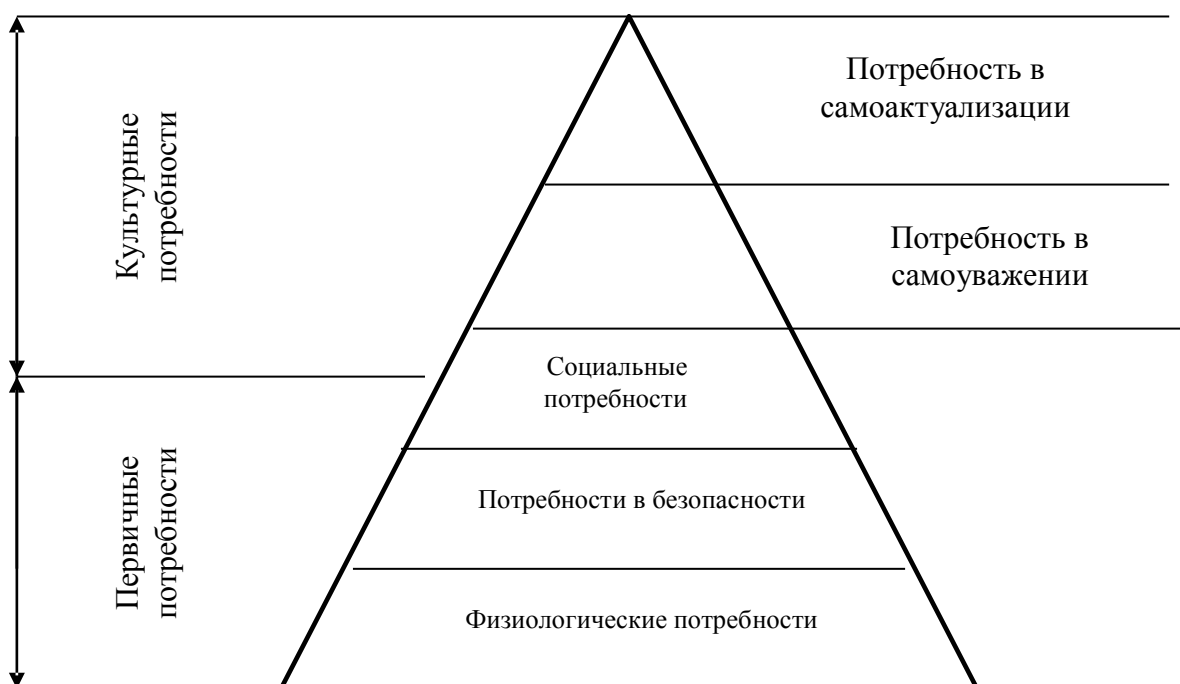 Потребность в
самоактуализации
Культурные
потребности
Потребность в
самоуважении
Социальные
потребности
Первичные
потребности
Потребности в безопасности
Физиологические потребности